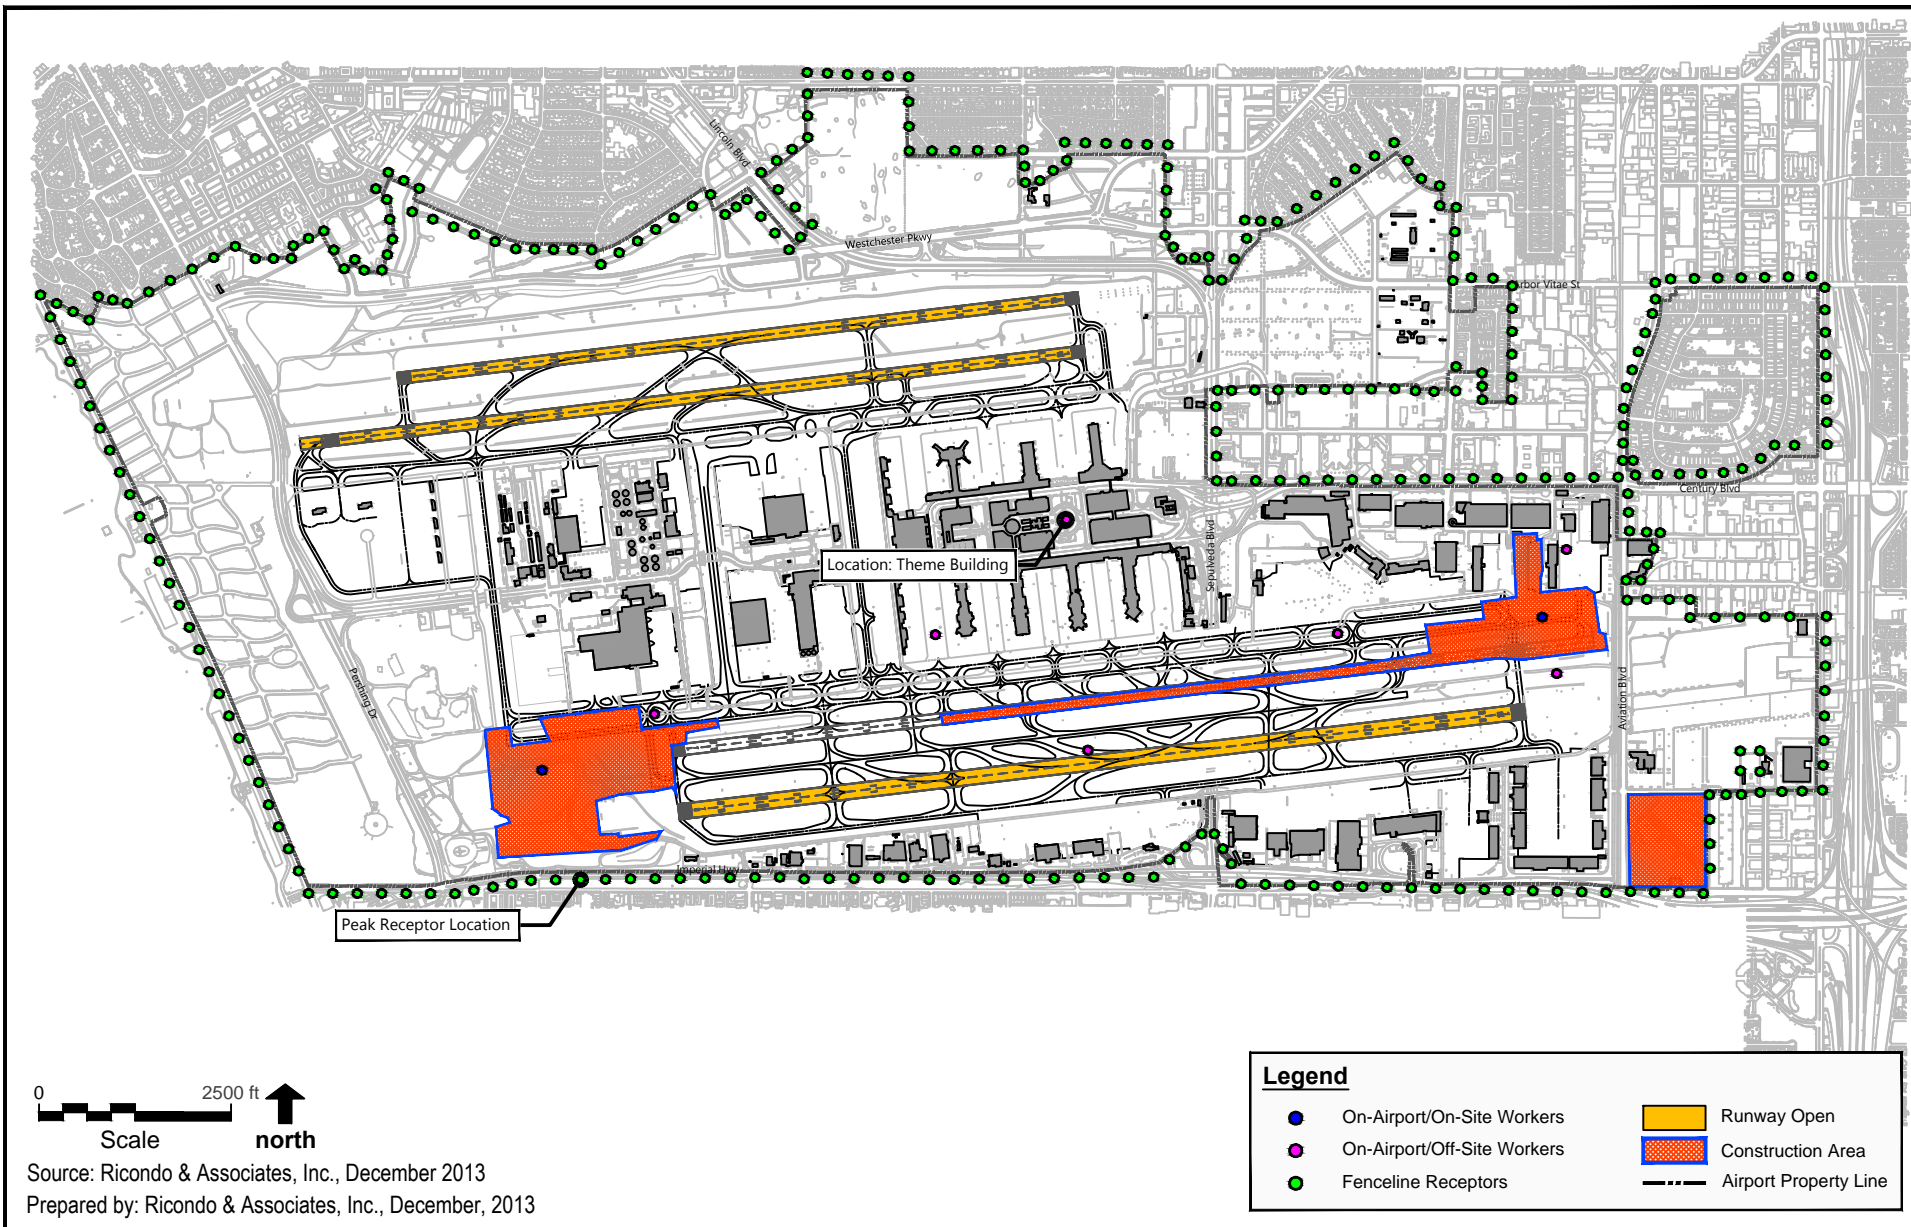 Lincoln Blvd
Westchester Pkwy
Arbor Vitae St
Century Blvd
Sepulveda Blvd
Location: Theme Building
Pershing Dr
Aviation Blvd
Imperial Hwy
Peak Receptor Location
0 2500 ft
Scale
north
Source: Ricondo & Associates, Inc., December 2013
Prepared by: Ricondo & Associates, Inc., December, 2013
Legend
On-Airport/On-Site Workers
On-Airport/Off-Site Workers
Fenceline Receptors
Runway Open
Construction Area
Airport Property Line